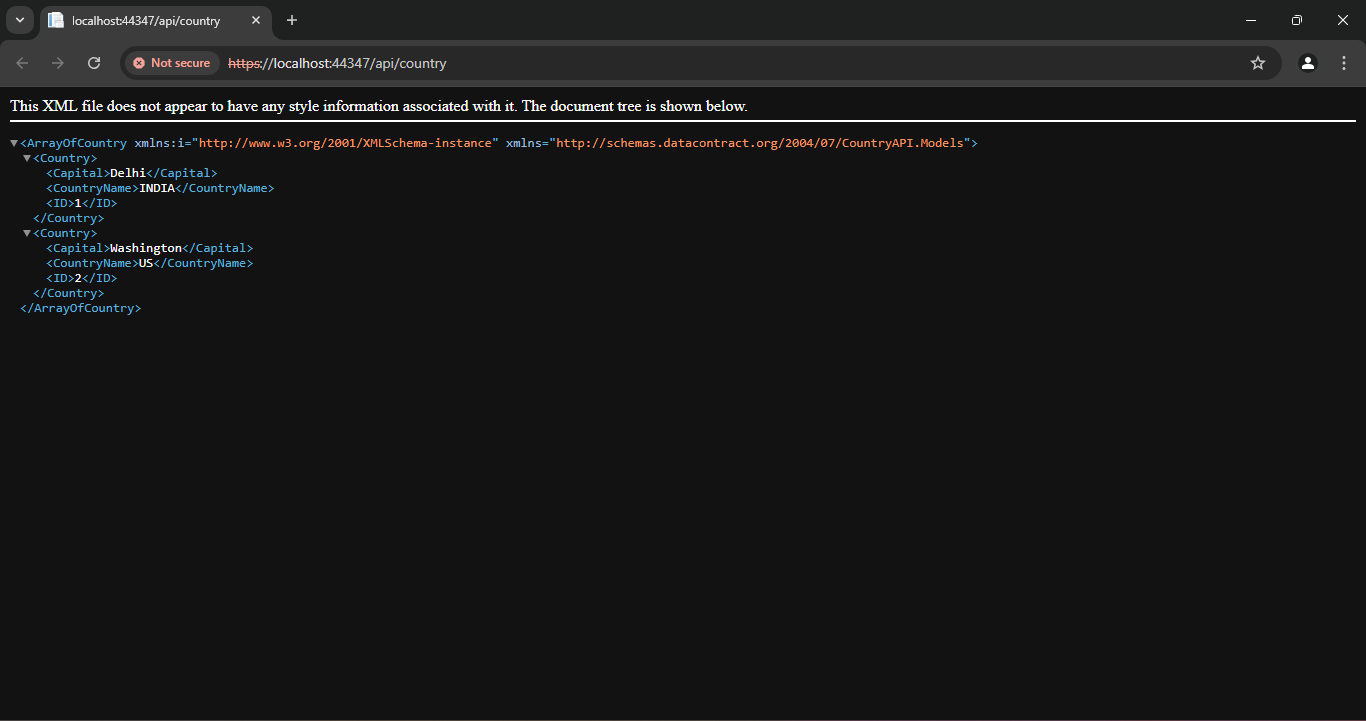 localhost:44347/api/country
Not secure https://localhost:44347/api/country
This XML file does not appear to have any style information associated with it. The document tree is shown below.
▼<ArrayOfCountry xmlns:i="http://www.w3.org/2001/XMLSchema-instance" xmlns="http://schemas.datacontract.org/2004/07/CountryAPI.Models">
▼<Country>
<Capital>Delhi</Capital>
<CountryName>INDIA</CountryName>
<ID>1</ID>
</Country>
▼<Country>
<Capital>Washington</Capital>
<CountryName>US</CountryName>
<ID>2</ID>
</Country>
</ArrayOfCountry>